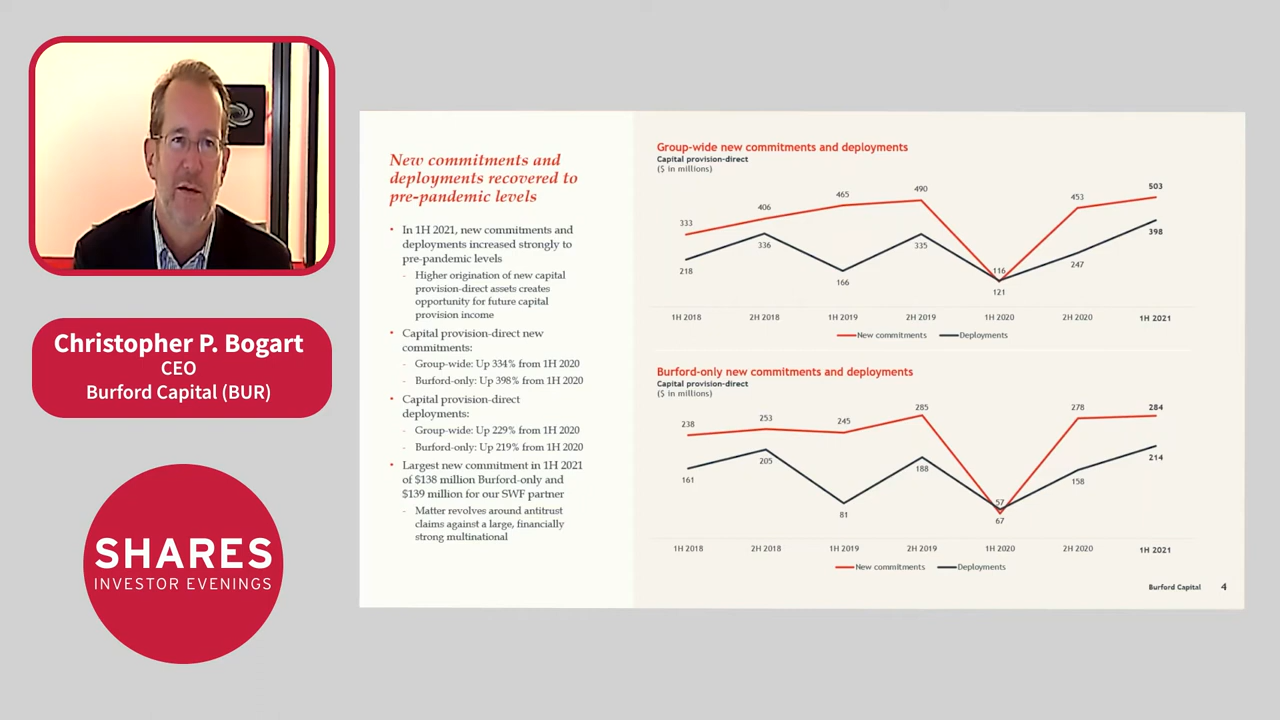 Christopher P. Bogart
CEO
Burford Capital (BUR)
SHARES
INVESTOR EVENINGS
New commitments and
deployments recovered to
pre-pandemic levels
• In 1H 2021, new commitments and
deployments increased strongly to
pre-pandemic levels
- Higher origination of new capital
provision-direct assets creates
opportunity for future capital
provision income
• Capital provision-direct new
commitments:
- Group-wide: Up 334% from 1H 2020
- Burford-only: Up 398% from 1H 2020
• Capital provision-direct
deployments:
- Group-wide: Up 229% from 1H 2020
- Burford-only: Up 219% from 1H 2020
• Largest new commitment in 1H 2021
of $138 million Burford-only and
$139 million for our SWF partner
- Matter revolves around antitrust
claims against a large, financially
strong multinational
Group-wide new commitments and deployments
Capital provision-direct
($ in millions)
333 406 465 490 116 453 503
218 336 166 335 121 247 398
1H 2018 2H 2018 1H 2019 2H 2019 1H 2020 2H 2020 1H 2021
New commitments Deployments
Burford-only new commitments and deployments
Capital provision-direct
($ in millions)
238 253 245 285 57 278 284
161 205 81 188 67 158 214
1H 2018 2H 2018 1H 2019 2H 2019 1H 2020 2H 2020 1H 2021
New commitments Deployments
Burford Capital 4